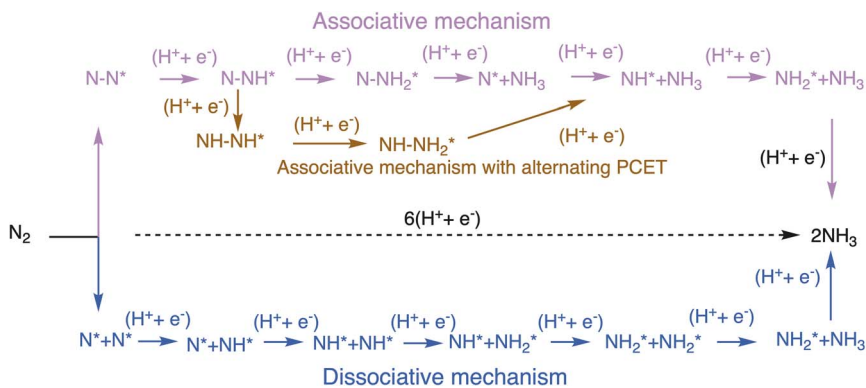 Associative mechanism
(H⁺+ e⁻) (H⁺+ e⁻) (H⁺+ e⁻) (H⁺+ e⁻) (H⁺+ e⁻)
N-N* N-NH* N-NH₂* N*+NH₃ NH*+NH₃ NH₂*+NH₃
(H⁺+ e⁻) (H⁺+ e⁻) (H⁺+ e⁻)
NH-NH* NH-NH₂*
Associative mechanism with alternating PCET
(H⁺+ e⁻)
6(H⁺+ e⁻)
N₂ 2NH₃
(H⁺+ e⁻)
(H⁺+ e⁻) (H⁺+ e⁻) (H⁺+ e⁻) (H⁺+ e⁻) (H⁺+ e⁻)
N*+N* N*+NH* NH*+NH* NH*+NH₂* NH₂*+NH₂* NH₂*+NH₃
Dissociative mechanism